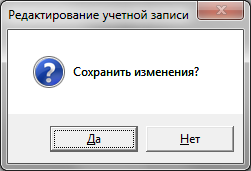 Редактирование учетной записи
Сохранить изменения?
Да
Нет